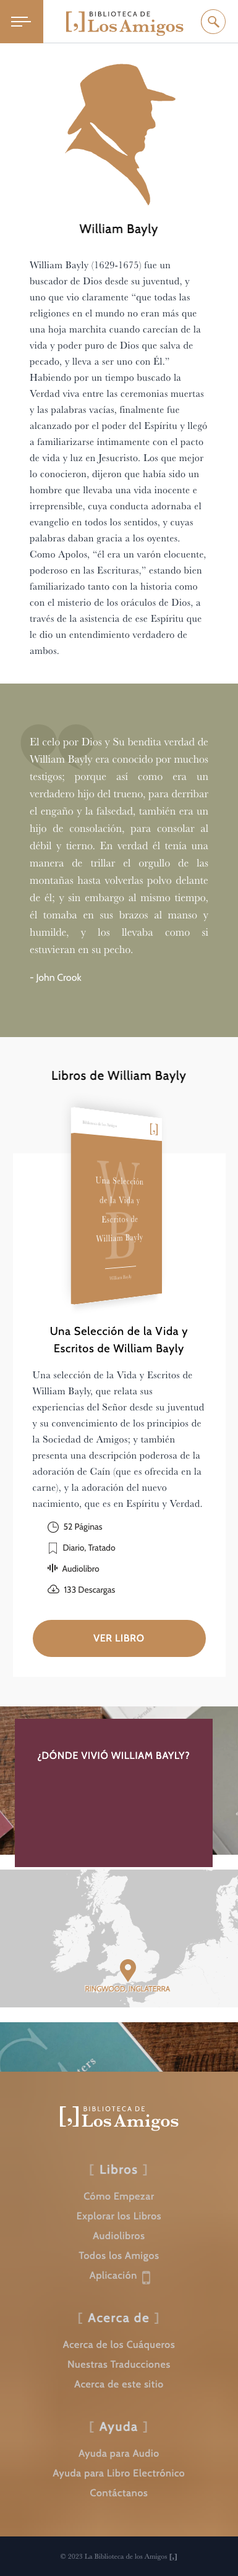 BIBLIOTECA DE
Los Amigos
William Bayly
William Bayly (1629-1675) fue un
buscador de Dios desde su juventud, y
uno que vio claramente “que todas las
religiones en el mundo no eran más que
una hoja marchita cuando carecían de la
vida y poder puro de Dios que salva de
pecado, y lleva a ser uno con Él.”
Habiendo por un tiempo buscado la
Verdad viva entre las ceremonias muertas
y las palabras vacías, finalmente fue
alcanzado por el poder del Espíritu y llegó
a familiarizarse íntimamente con el pacto
de vida y luz en Jesucristo. Los que mejor
lo conocieron, dijeron que había sido un
hombre que llevaba una vida inocente e
irreprensible, cuya conducta adornaba el
evangelio en todos los sentidos, y cuyas
palabras daban gracia a los oyentes.
Como Apolos, “él era un varón elocuente,
poderoso en las Escrituras,” estando bien
familiarizado tanto con la historia como
con el misterio de los oráculos de Dios, a
través de la asistencia de ese Espíritu que
le dio un entendimiento verdadero de
ambos.
El celo por Dios y Su bendita verdad de
William Bayly era conocido por muchos
testigos; porque así como era un
verdadero hijo del trueno, para derribar
el engaño y la falsedad, también era un
hijo de consolación, para consolar al
débil y tierno. En verdad él tenía una
manera de trillar el orgullo de las
montañas hasta volverlas polvo delante
de él; y sin embargo al mismo tiempo,
él tomaba en sus brazos al manso y
humilde, y los llevaba como si
estuvieran en su pecho.
- John Crook
Libros de William Bayly
Biblioteca de los Amigos
WB
Una Selección
de la Vida y
Escritos de
William Bayly
William Bayly
Una Selección de la Vida y
Escritos de William Bayly
Una selección de la Vida y Escritos de
William Bayly, que relata sus
experiencias del Señor desde su juventud
y su convencimiento de los principios de
la Sociedad de Amigos; y también
presenta una descripción poderosa de la
adoración de Caín (que es ofrecida en la
carne), y la adoración del nuevo
nacimiento, que es en Espíritu y Verdad.
52 Páginas
Diario, Tratado
Audiolibro
133 Descargas
VER LIBRO
¿DÓNDE VIVIÓ WILLIAM BAYLY?
RINGWOOD, INGLATERRA
BIBLIOTECA DE
Los Amigos
[ Libros ]
Cómo Empezar
Explorar los Libros
Audiolibros
Todos los Amigos
Aplicación
[ Acerca de ]
Acerca de los Cuáqueros
Nuestras Traducciones
Acerca de este sitio
[ Ayuda ]
Ayuda para Audio
Ayuda para Libro Electrónico
Contáctanos
© 2023 La Biblioteca de los Amigos [,]